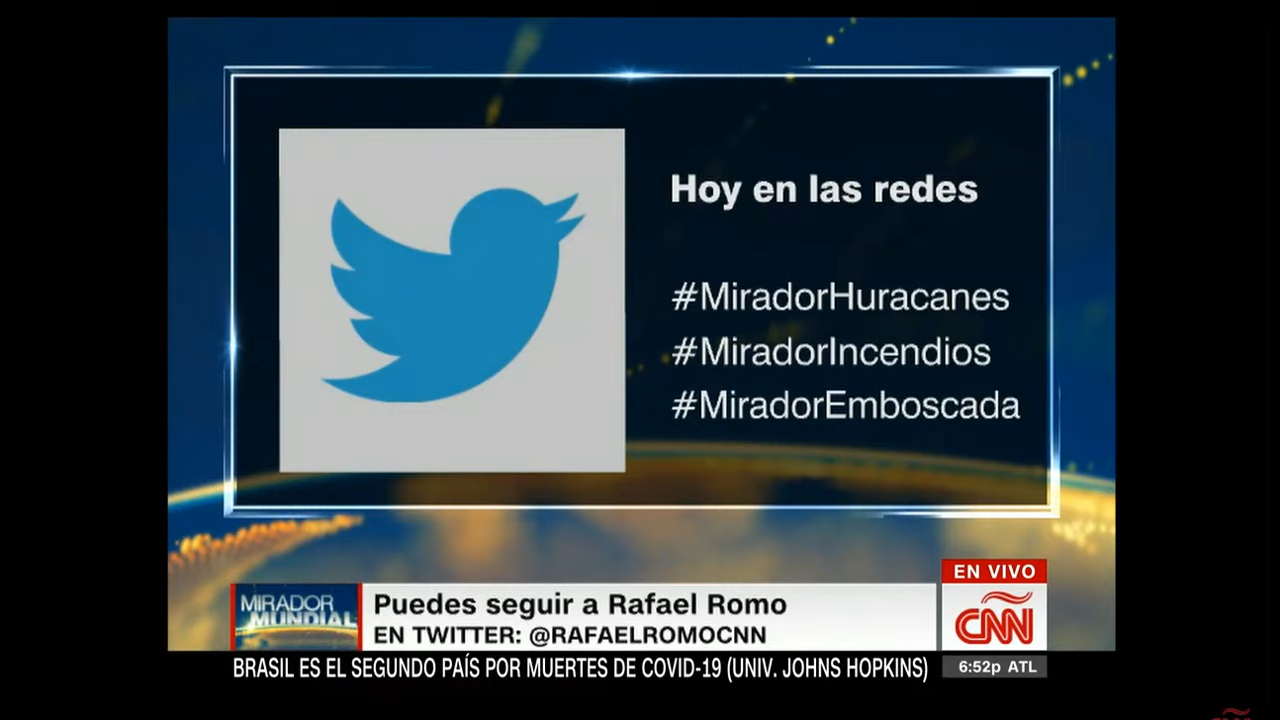 Hoy en las redes
#MiradorHuracanes
#MiradorIncendios
#MiradorEmboscada
EN VIVO
MIRADOR
MUNDIAL
Puedes seguir a Rafael Romo
EN TWITTER: @RAFAELROMOCNN
CNN
BRASIL ES EL SEGUNDO PAÍS POR MUERTES DE COVID-19 (UNIV. JOHNS HOPKINS)
6:52p ATL